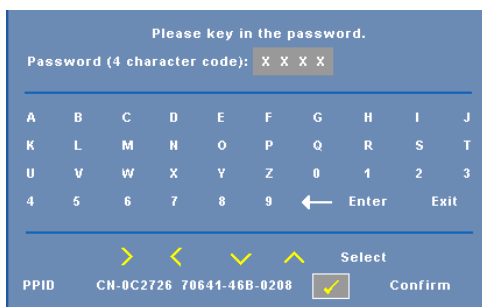 Please key in the password.
Password (4 character code): X X X X
A B C D E F G H I J
K L M N O P Q R S T
U V W X Y Z 0 1 2 3
4 5 6 7 8 9 Enter Exit
Select
PPID CN-0C2726 70641-46B-0208 Confirm